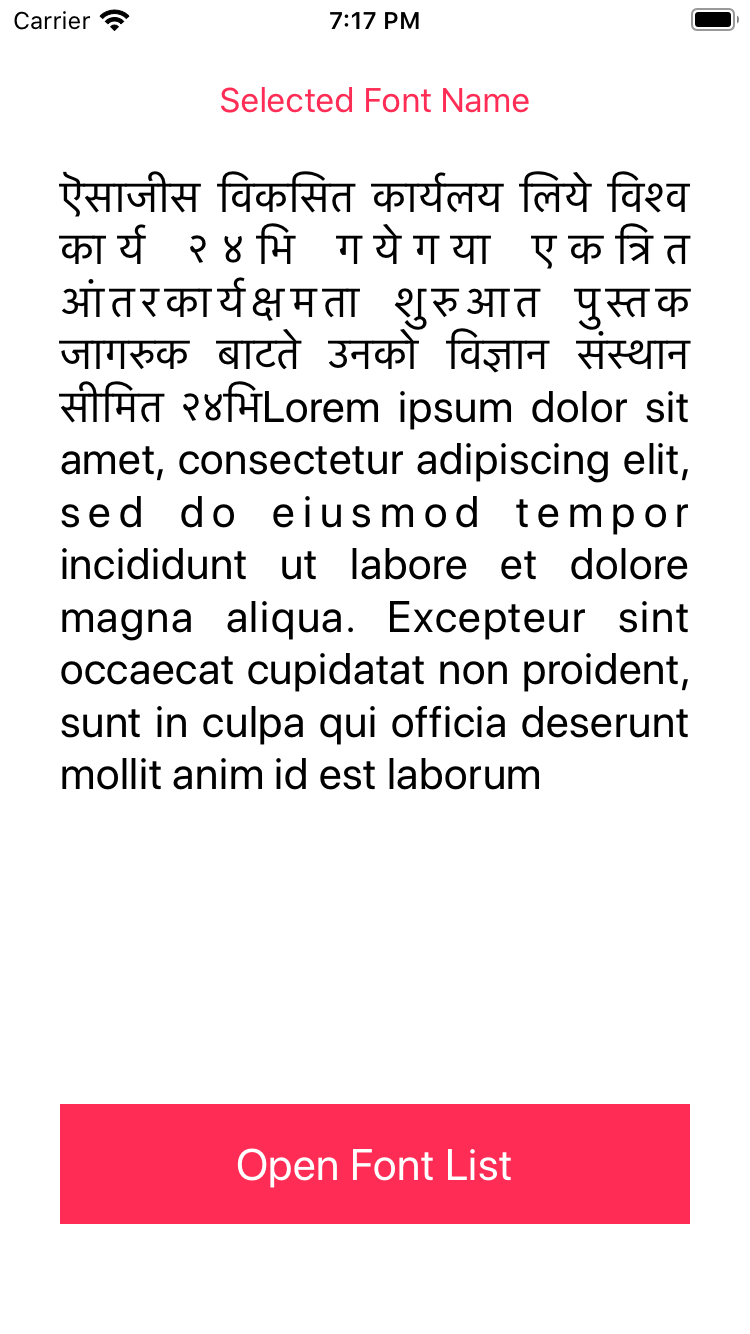 Carrier 7:17 PM
Selected Font Name
ऎसाजीस विकसित कार्यलय लिये विश्व
कार्य २४भि गयेगया एकत्रित
आंतरकार्यक्षमता शुरुआत पुस्तक
जागरुक बाटते उनको विज्ञान संस्थान
सीमित २४भिLorem ipsum dolor sit
amet, consectetur adipiscing elit,
sed do eiusmod tempor
incididunt ut labore et dolore
magna aliqua. Excepteur sint
occaecat cupidatat non proident,
sunt in culpa qui officia deserunt
mollit anim id est laborum
Open Font List